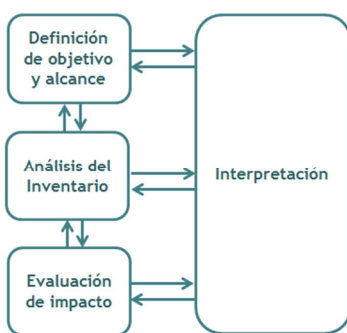 Definición
de objetivo
y alcance
Análisis del
Inventario
Interpretación
Evaluación
de impacto